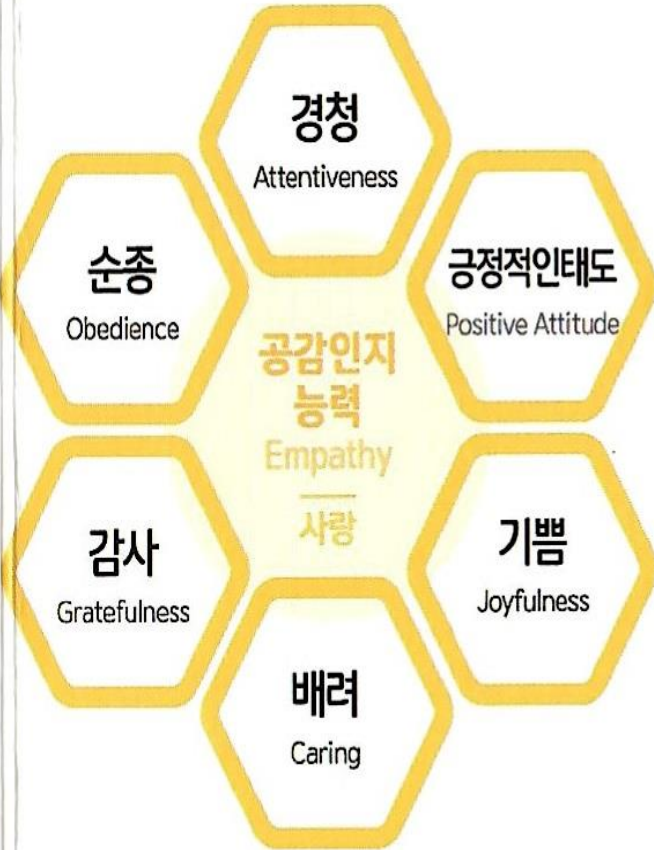 경청
Attentiveness
긍정적인태도
Positive Attitude
순종
Obedience
공감인지
능력
Empathy
사랑
기쁨
Joyfulness
감사
Gratefulness
배려
Caring